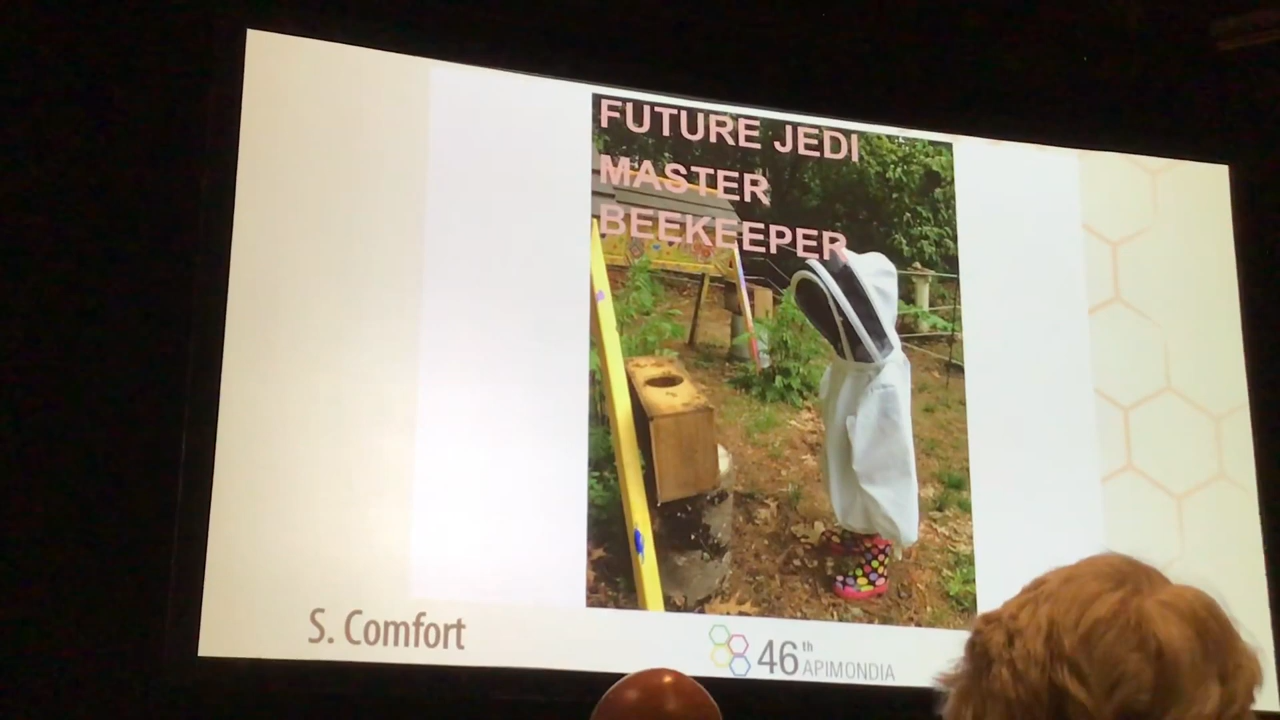 FUTURE JEDI
MASTER
BEEKEEPER
S. Comfort
46th APIMONDIA